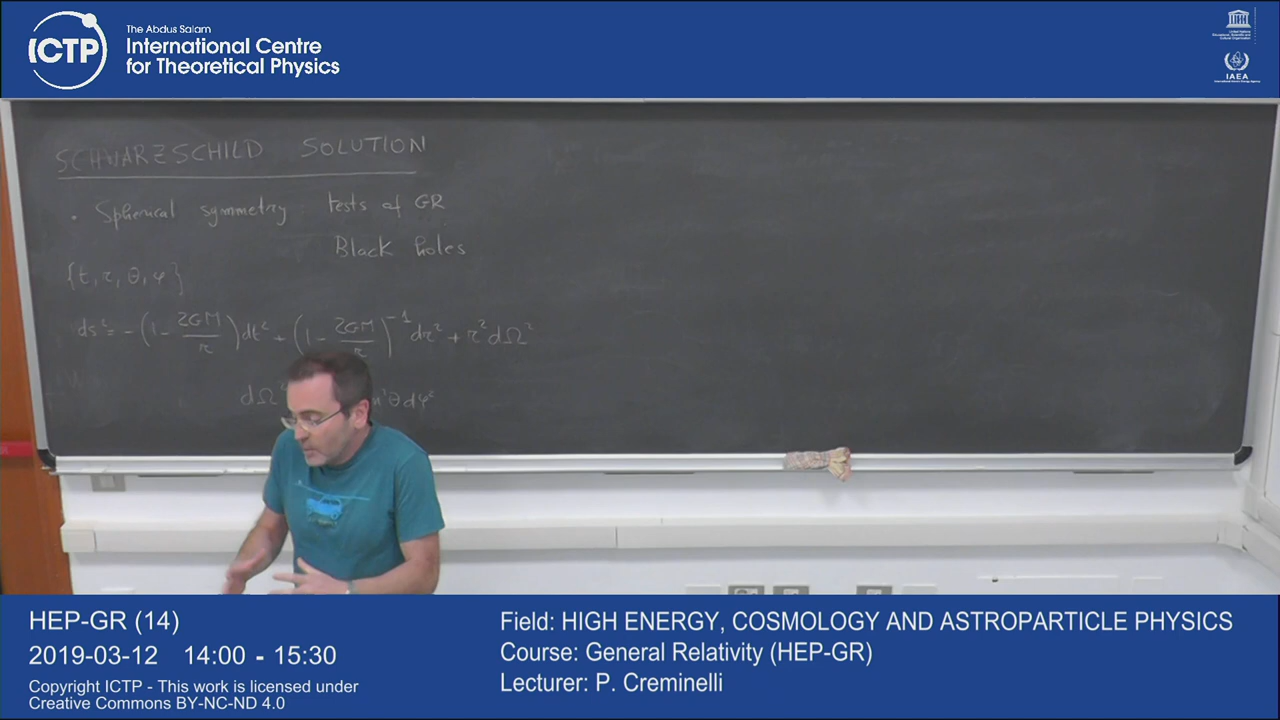 ICTP
The Abdus Salam
International Centre
for Theoretical Physics
IAEA
SCHWARZSCHILD SOLUTION
• Spherical symmetry: tests of GR
Black holes
{t, r, θ, φ}
ds² = -(1 - 2GM/r)dt² + (1 - 2GM/r)⁻¹dr² + r²dΩ²
dΩ² θdφ²
HEP-GR (14)
2019-03-12 14:00 - 15:30
Copyright ICTP - This work is licensed under
Creative Commons BY-NC-ND 4.0
Field: HIGH ENERGY, COSMOLOGY AND ASTROPARTICLE PHYSICS
Course: General Relativity (HEP-GR)
Lecturer: P. Creminelli